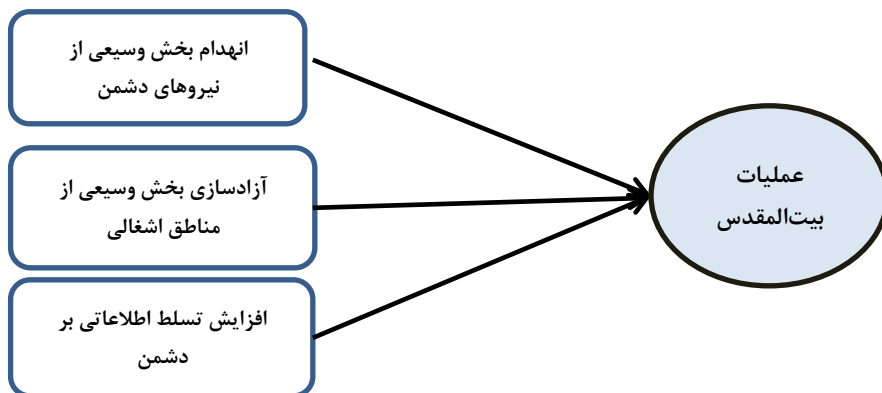 انهدام بخش وسیعی از
نیروهای دشمن
آزادسازی بخش وسیعی از
مناطق اشغالی
افزایش تسلط اطلاعاتی بر
دشمن
عملیات
بیت‌المقدس